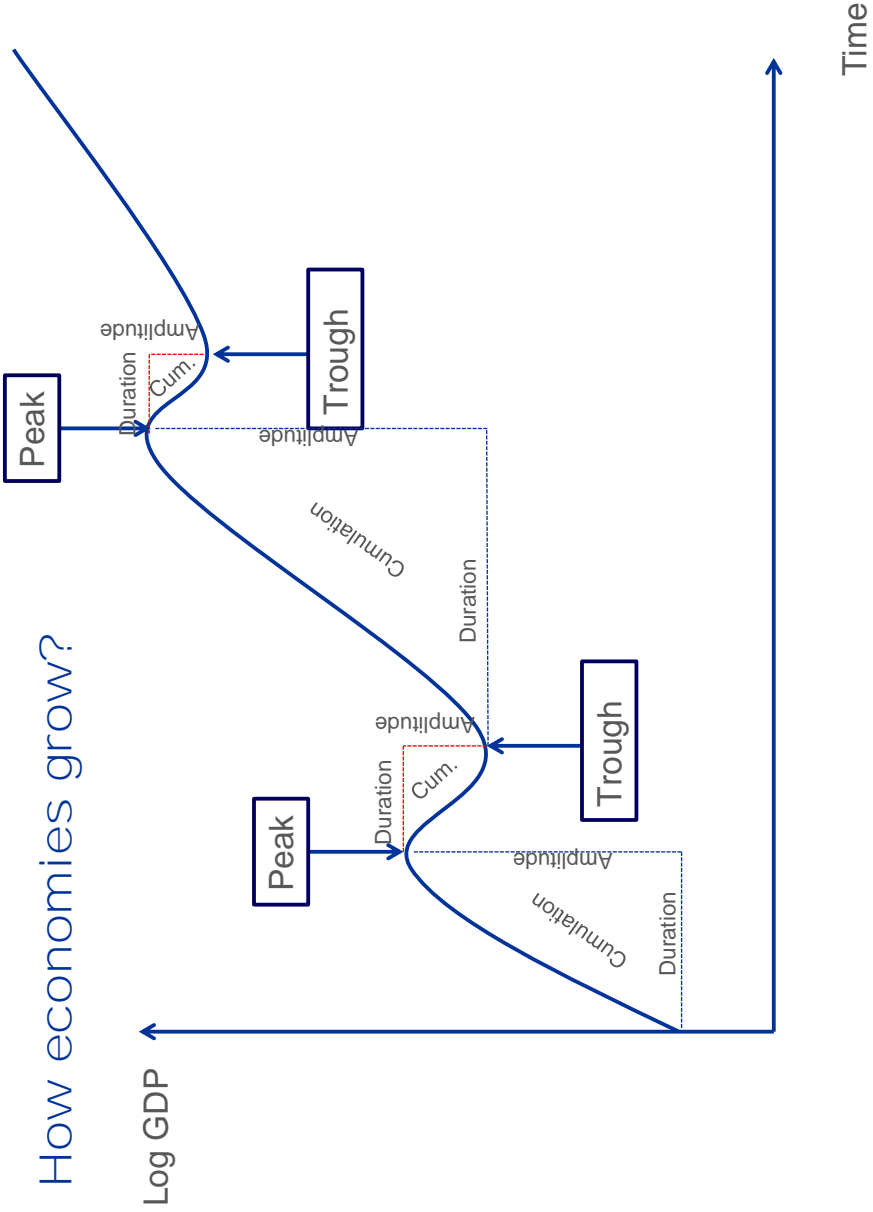 How economies grow?
Log GDP
Peak
Duration
Cum.
Amplitude
Trough
Amplitude
Cumulation
Duration
Peak
Duration
Cum.
Amplitude
Trough
Amplitude
Cumulation
Duration
Time